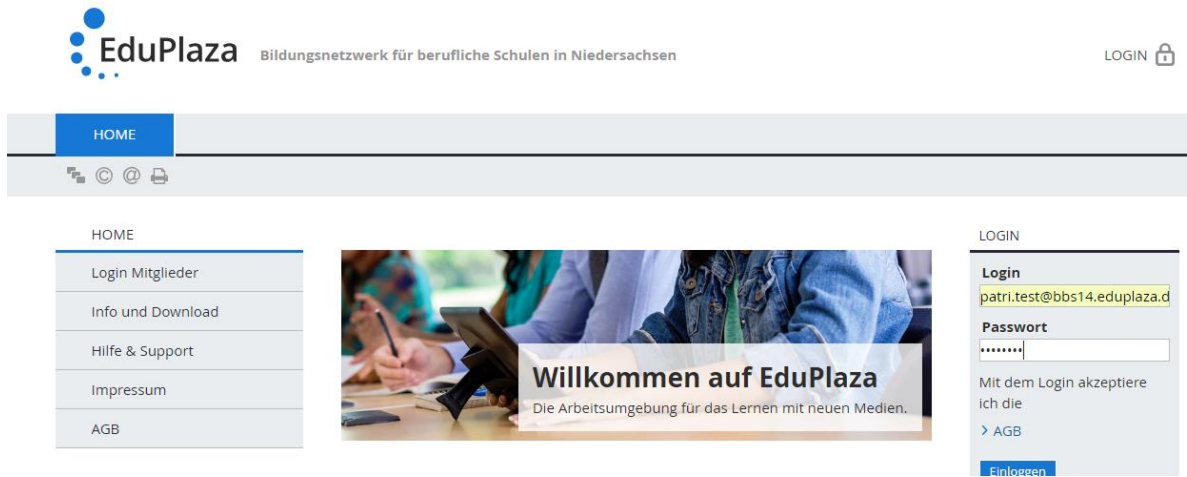 EduPlaza
Bildungsnetzwerk für berufliche Schulen in Niedersachsen
LOGIN
HOME
© @
HOME
Login Mitglieder
Info und Download
Hilfe & Support
Impressum
AGB
Willkommen auf EduPlaza
Die Arbeitsumgebung für das Lernen mit neuen Medien.
LOGIN
Login
patri.test@bbs14.eduplaza.d
Passwort
••••••••
Mit dem Login akzeptiere
ich die
> AGB
Einloggen